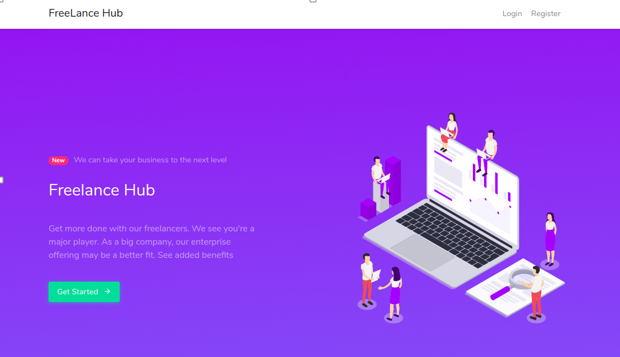 FreeLance Hub
Login Register
New We can take your business to the next level
Freelance Hub
Get more done with our freelancers. We see you're a
major player. As a big company, our enterprise
offering may be a better fit. See added benefits
Get Started →